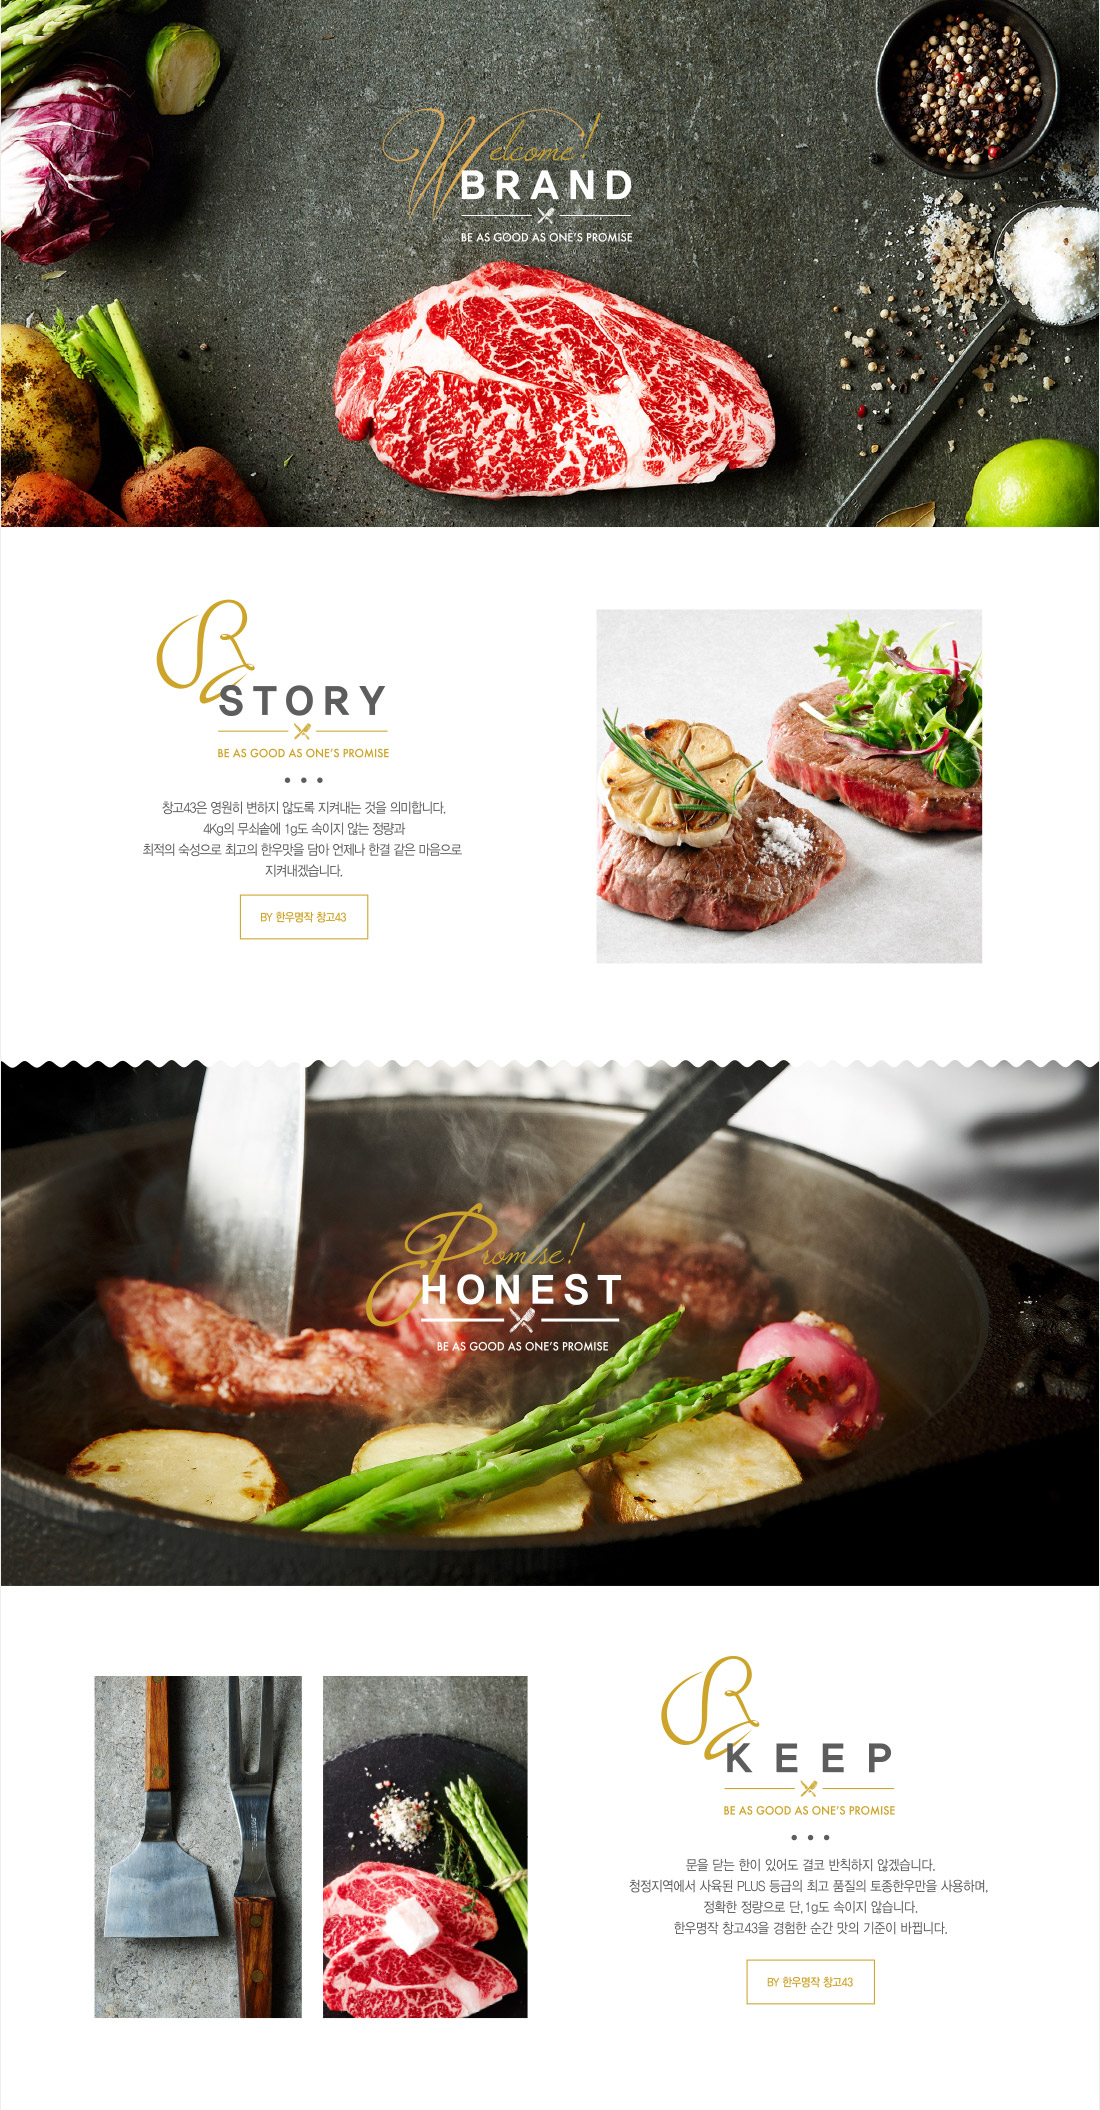 Welcome!
BRAND
BE AS GOOD AS ONE'S PROMISE
B
STORY
BE AS GOOD AS ONE'S PROMISE
창고43은 영원히 변하지 않도록 지켜내는 것을 의미합니다.
4Kg의 무쇠솥에 1g도 속이지 않는 정량과
최적의 숙성으로 최고의 한우맛을 담아 언제나 한결 같은 마음으로
지켜내겠습니다.
BY 한우명작 창고43
Promise!
HONEST
BE AS GOOD AS ONE'S PROMISE
B
KEEP
BE AS GOOD AS ONE'S PROMISE
문을 닫는 한이 있어도 결코 반칙하지 않겠습니다.
청정지역에서 사육된 PLUS 등급의 최고 품질의 토종한우만을 사용하며,
정확한 정량으로 단,1g도 속이지 않습니다.
한우명작 창고43을 경험한 순간 맛의 기준이 바뀝니다.
BY 한우명작 창고43